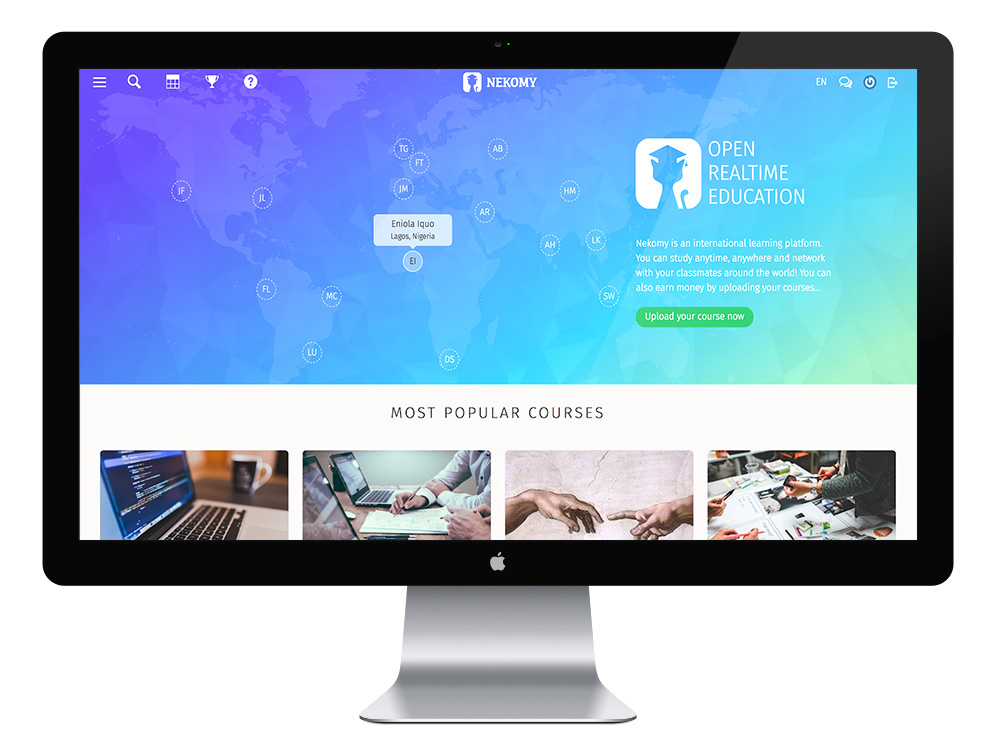 NEKOMY
EN
TG
FT
AB
JF
JL
JM
HM
AR
Eniola Iquo
Lagos, Nigeria
EI
AH
LK
FL
MC
SW
LU
DS
OPEN
REALTIME
EDUCATION
Nekomy is an international learning platform.
You can study anytime, anywhere and network
with your classmates around the world! You can
also earn money by uploading your courses...
Upload your course now
MOST POPULAR COURSES